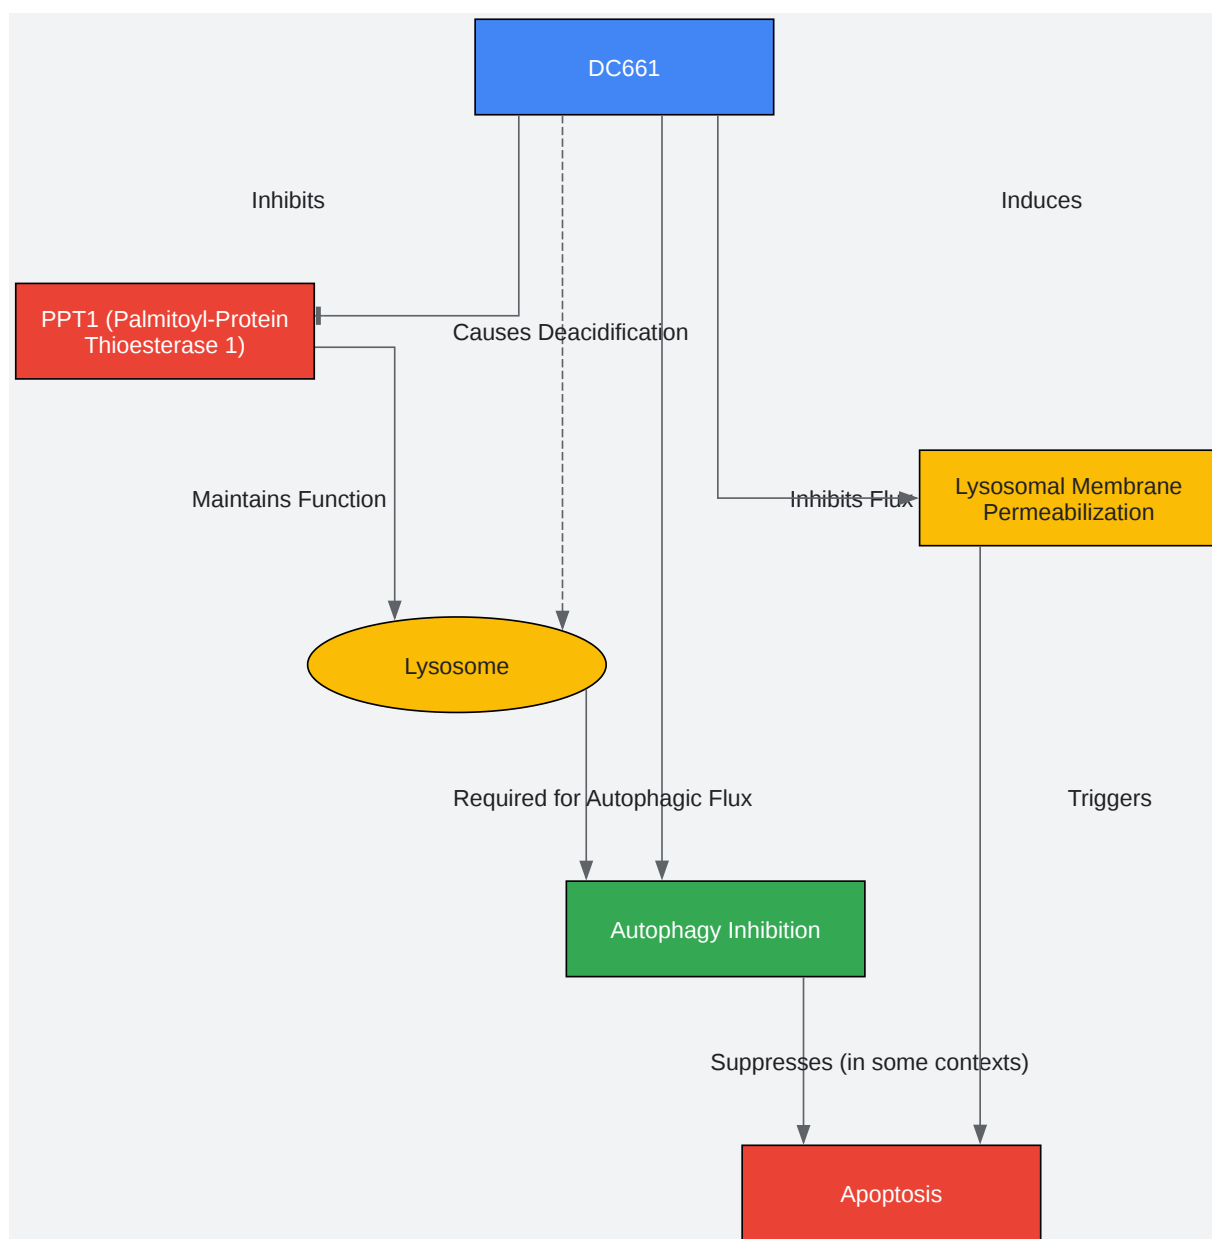 DC661
Inhibits
Induces
PPT1 (Palmitoyl-Protein
Thioesterase 1)
Causes Deacidification
Maintains Function
Inhibits Flux
Lysosomal Membrane
Permeabilization
Lysosome
Required for Autophagic Flux
Triggers
Autophagy Inhibition
Suppresses (in some contexts)
Apoptosis